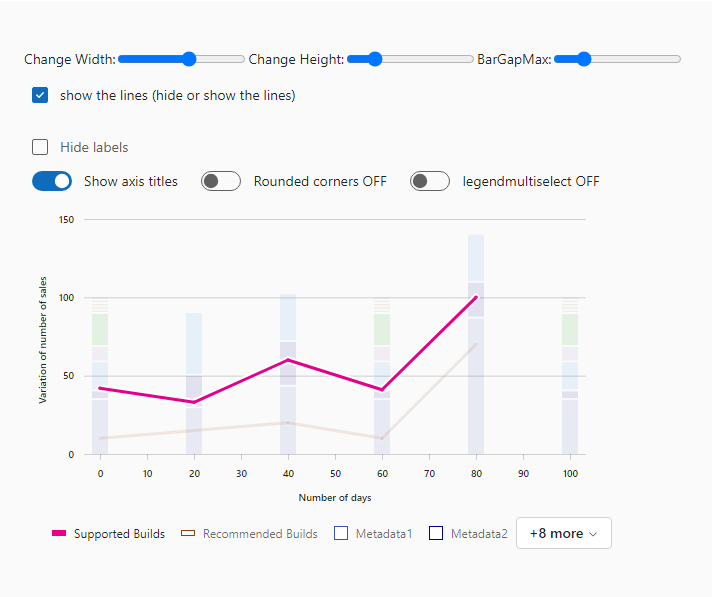 Change Width: Change Height: BarGapMax:
show the lines (hide or show the lines)
Hide labels
Show axis titles Rounded corners OFF legendmultiselect OFF
150
100
50
0
Variation of number of sales
0 10 20 30 40 50 60 70 80 90 100
Number of days
Supported Builds Recommended Builds Metadata1 Metadata2 +8 more